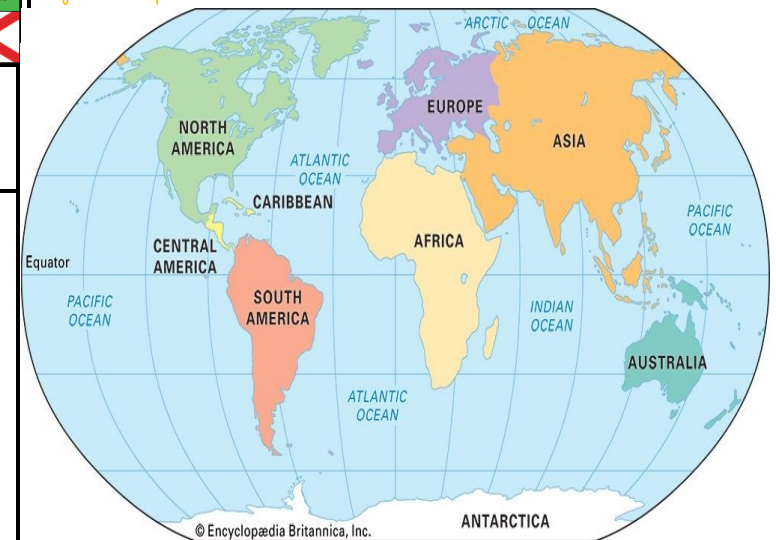 ARCTIC OCEAN
EUROPE
NORTH
AMERICA
ASIA
ATLANTIC
OCEAN
CARIBBEAN
PACIFIC
OCEAN
AFRICA
CENTRAL
AMERICA
Equator
SOUTH
AMERICA
PACIFIC
OCEAN
INDIAN
OCEAN
AUSTRALIA
ATLANTIC
OCEAN
ANTARCTICA
© Encyclopædia Britannica, Inc.